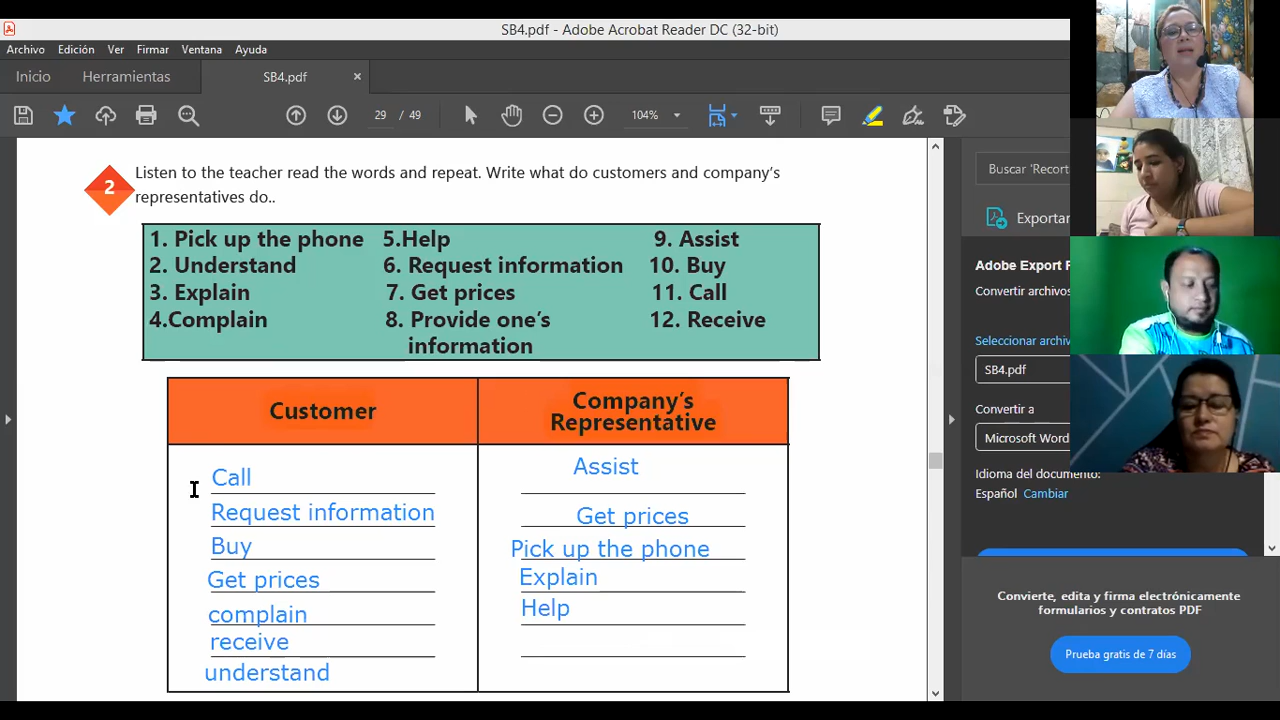 SB4.pdf - Adobe Acrobat Reader DC (32-bit)
Archivo Edición Ver Firmar Ventana Ayuda
Inicio Herramientas SB4.pdf ×
29 / 49 104%
Listen to the teacher read the words and repeat. Write what do customers and company's
2
representatives do..
1. Pick up the phone 5.Help 9. Assist
2. Understand 6. Request information 10. Buy
3. Explain 7. Get prices 11. Call
4.Complain 8. Provide one's 12. Receive
information
Customer
Company's
Representative
Call
Request information
Buy
Get prices
complain
receive
understand
Assist
Get prices
Pick up the phone
Explain
Help
Buscar 'Recort
Exportar
Adobe Export
Convertir archivos
Seleccionar archiv
SB4.pdf
Convertir a
Microsoft Word
Idioma del documento:
Español Cambiar
Convierte, edita y firma electrónicamente
formularios y contratos PDF
Prueba gratis de 7 días